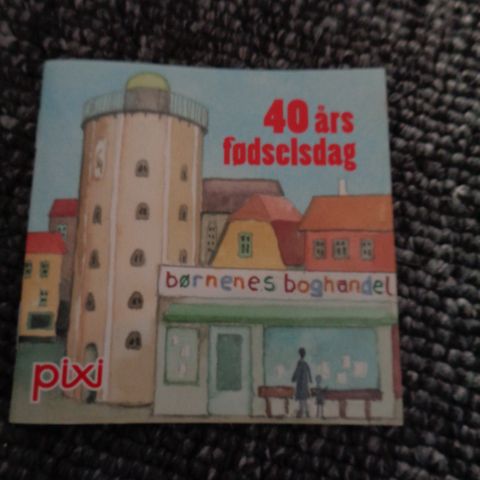 40 års
fødselsdag
børnenes boghandel
pixi